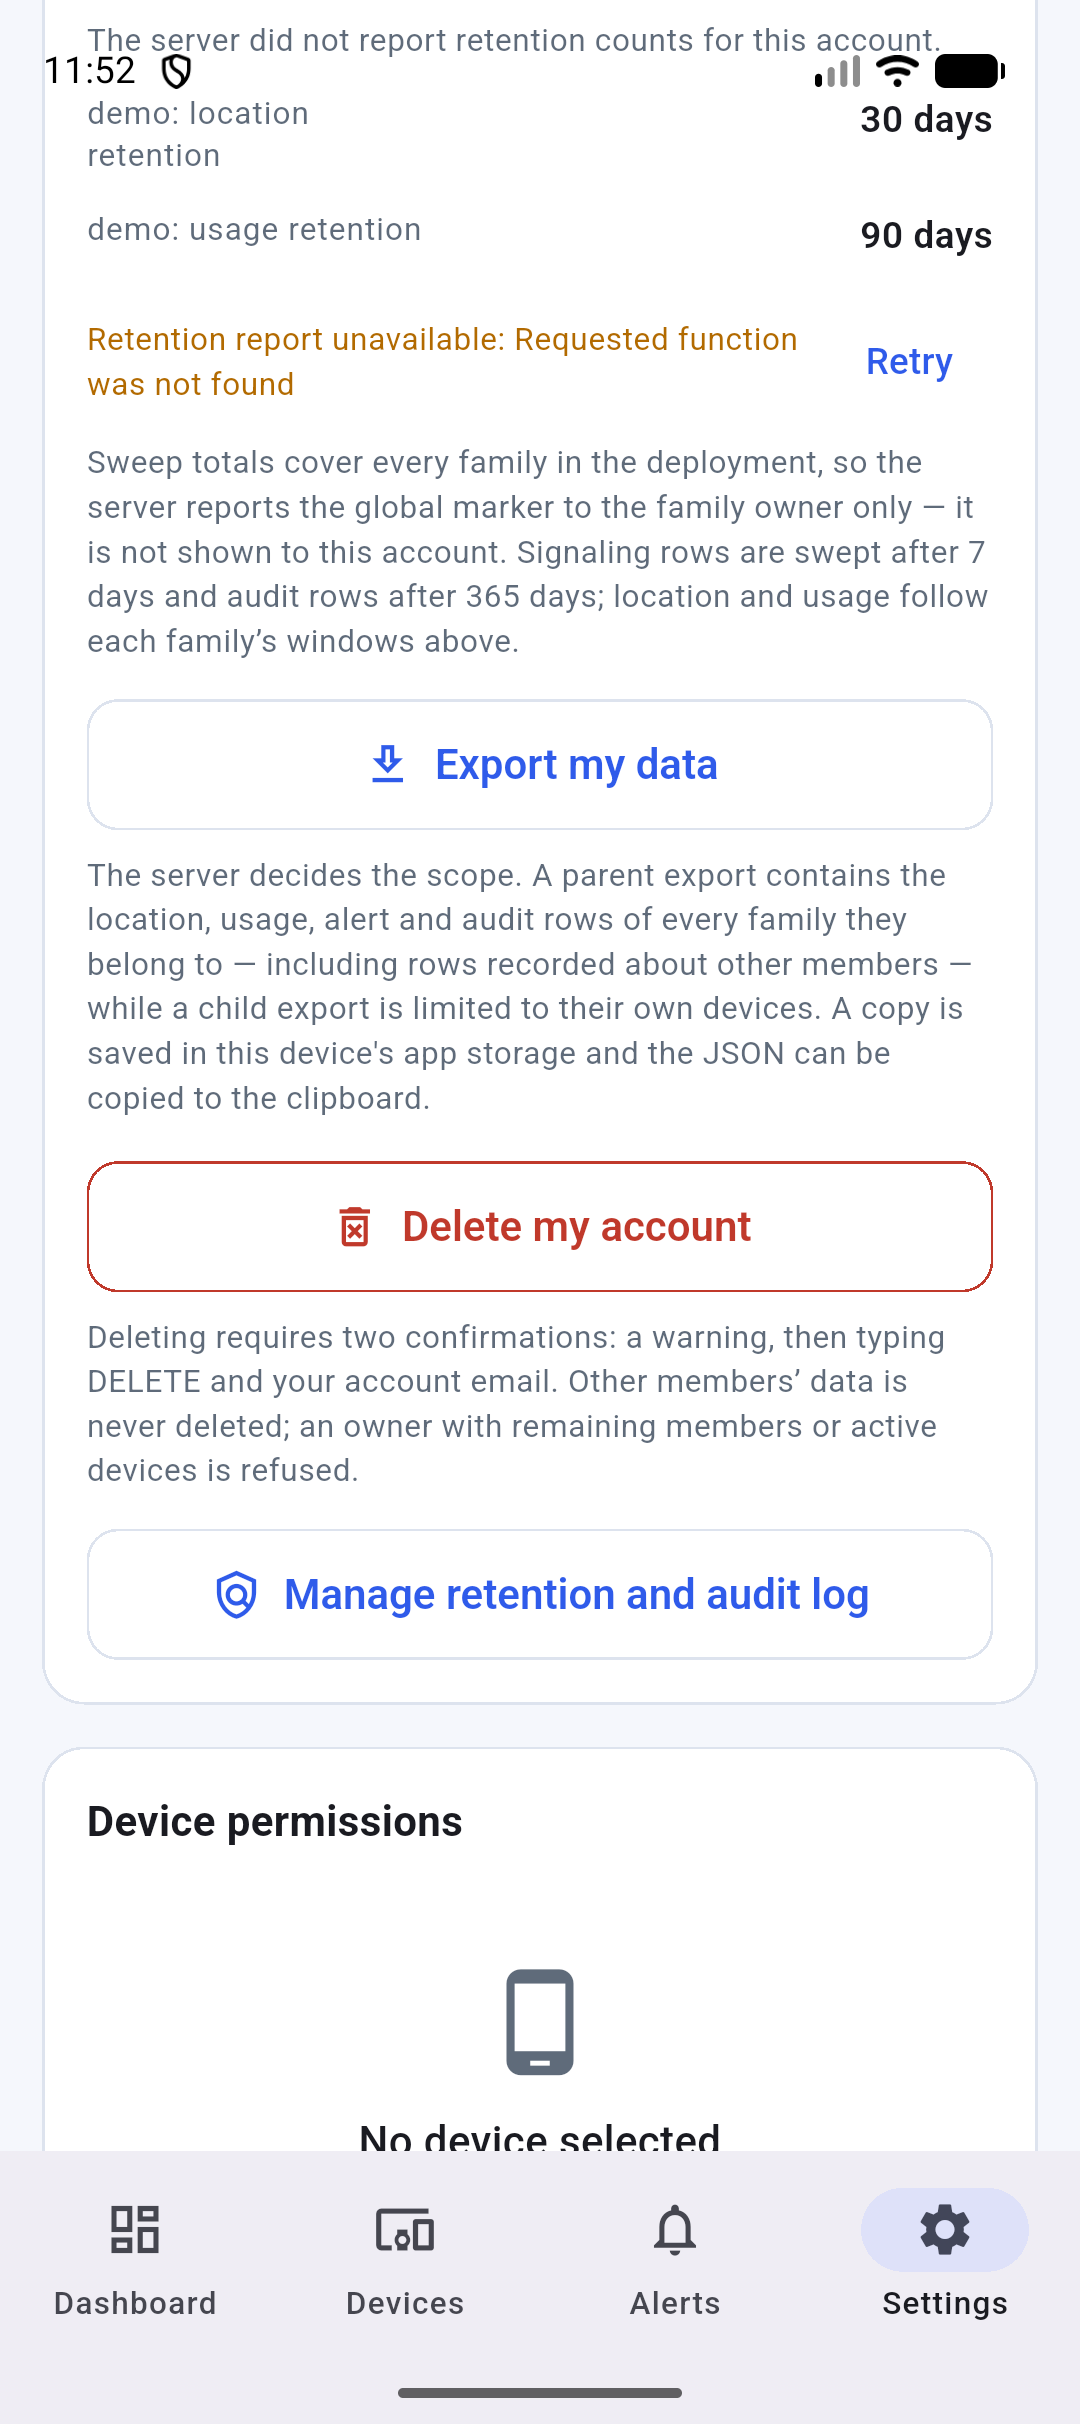 The server did not report retention counts for this account.
11:52
demo: location
retention
30 days
demo: usage retention
90 days
Retention report unavailable: Requested function
was not found
Retry
Sweep totals cover every family in the deployment, so the
server reports the global marker to the family owner only — it
is not shown to this account. Signaling rows are swept after 7
days and audit rows after 365 days; location and usage follow
each family’s windows above.
Export my data
The server decides the scope. A parent export contains the
location, usage, alert and audit rows of every family they
belong to — including rows recorded about other members —
while a child export is limited to their own devices. A copy is
saved in this device's app storage and the JSON can be
copied to the clipboard.
Delete my account
Deleting requires two confirmations: a warning, then typing
DELETE and your account email. Other members’ data is
never deleted; an owner with remaining members or active
devices is refused.
Manage retention and audit log
Device permissions
No device selected
Dashboard
Devices
Alerts
Settings